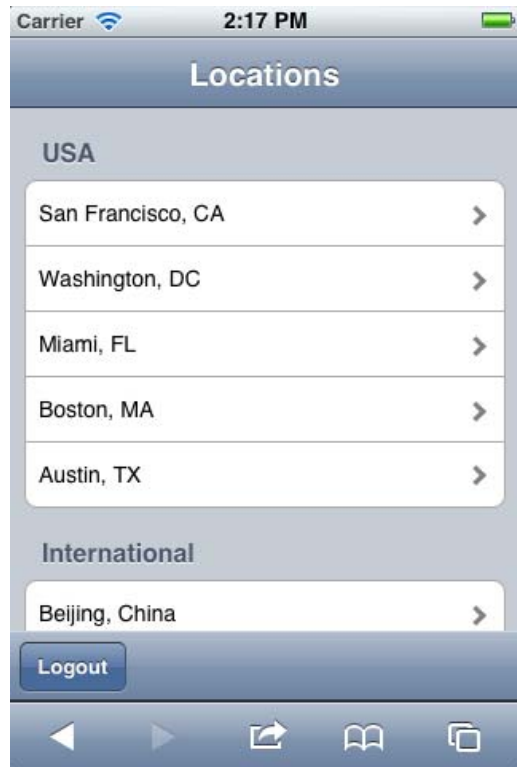 Carrier 2:17 PM
Locations
USA
San Francisco, CA
Washington, DC
Miami, FL
Boston, MA
Austin, TX
International
Beijing, China
Logout